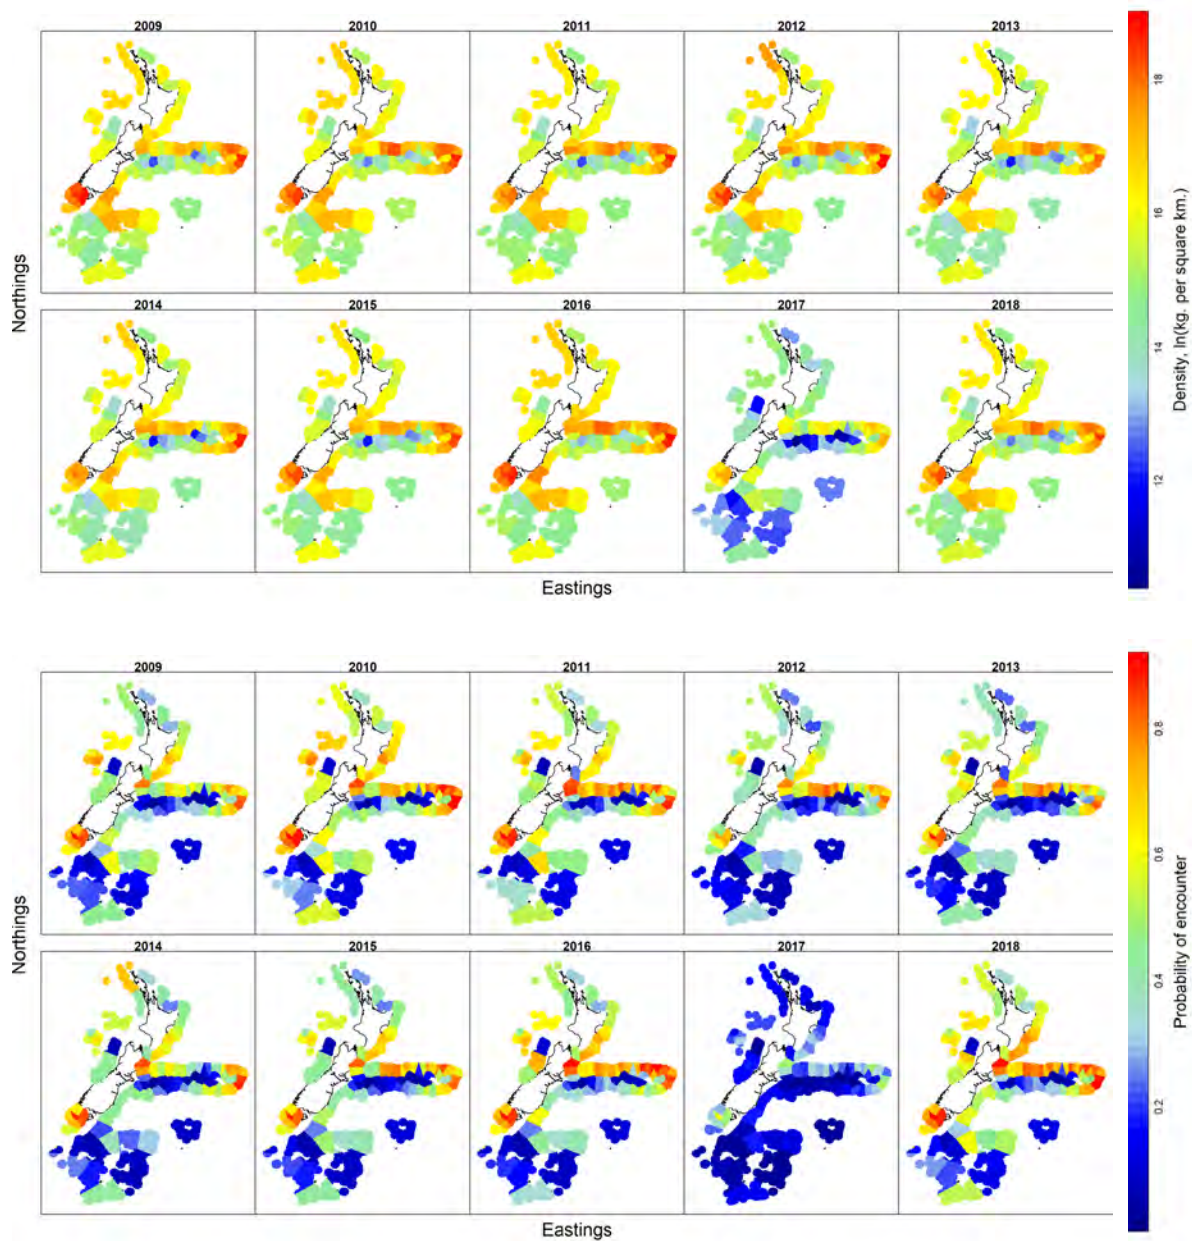 2009 2010 2011 2012 2013
2014 2015 2016 2017 2018
Northings
Eastings
18
16
14
12
Density, ln(kg. per square km.)
2009 2010 2011 2012 2013
2014 2015 2016 2017 2018
Northings
Eastings
0.8
0.6
0.4
0.2
Probability of encounter